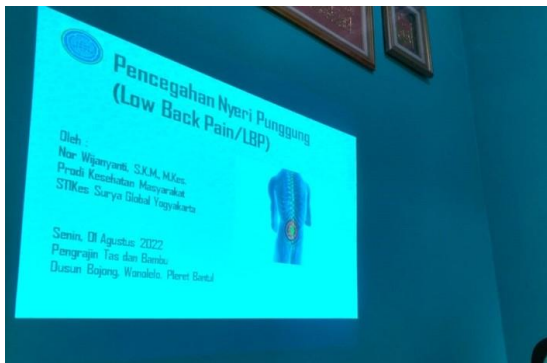 Pencegahan Nyeri Punggung
(Low Back Pain/LBP)
Oleh :
Nor Wijanyanti, S.K.M., M.Kes.
Prodi Kesehatan Masyarakat
STIKes Surya Global Yogyakarta
Senin, 01 Agustus 2022
Pengrajin Tas dan Bambu
Dusun Bojong, Wonolelo, Pleret Bantul